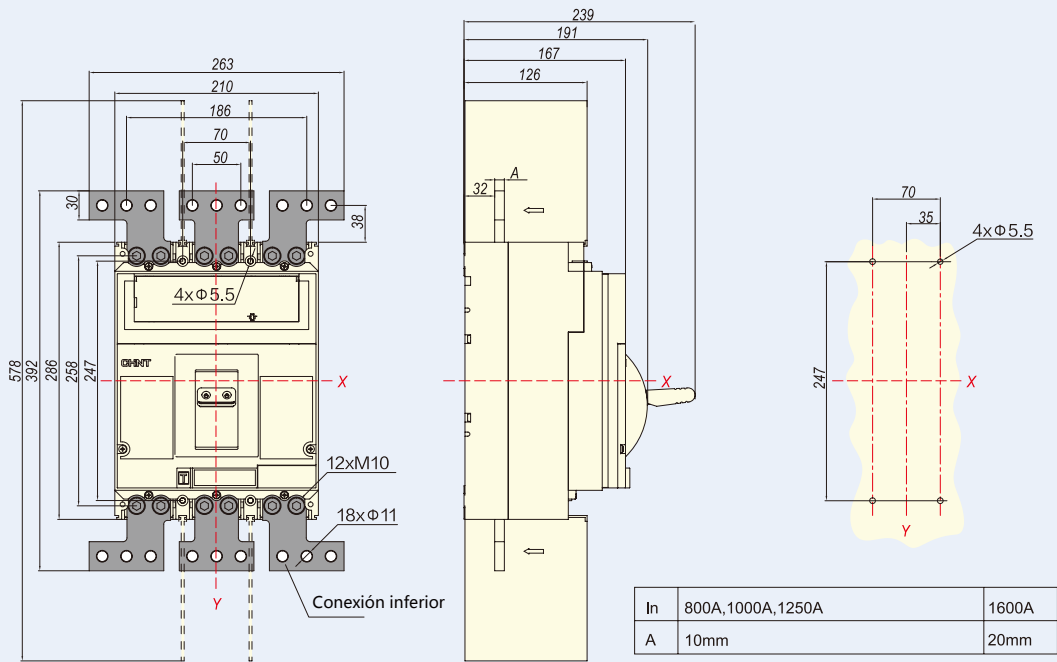 263
210
186
70
50
30
38
4xΦ5.5
578
392
286
258
247
CHNT
X
12xM10
18xΦ11
Conexión inferior
Y
239
191
167
126
A
32
X
70
35
4xΦ5.5
247
X
Y
In 800A,1000A,1250A 1600A
A 10mm 20mm